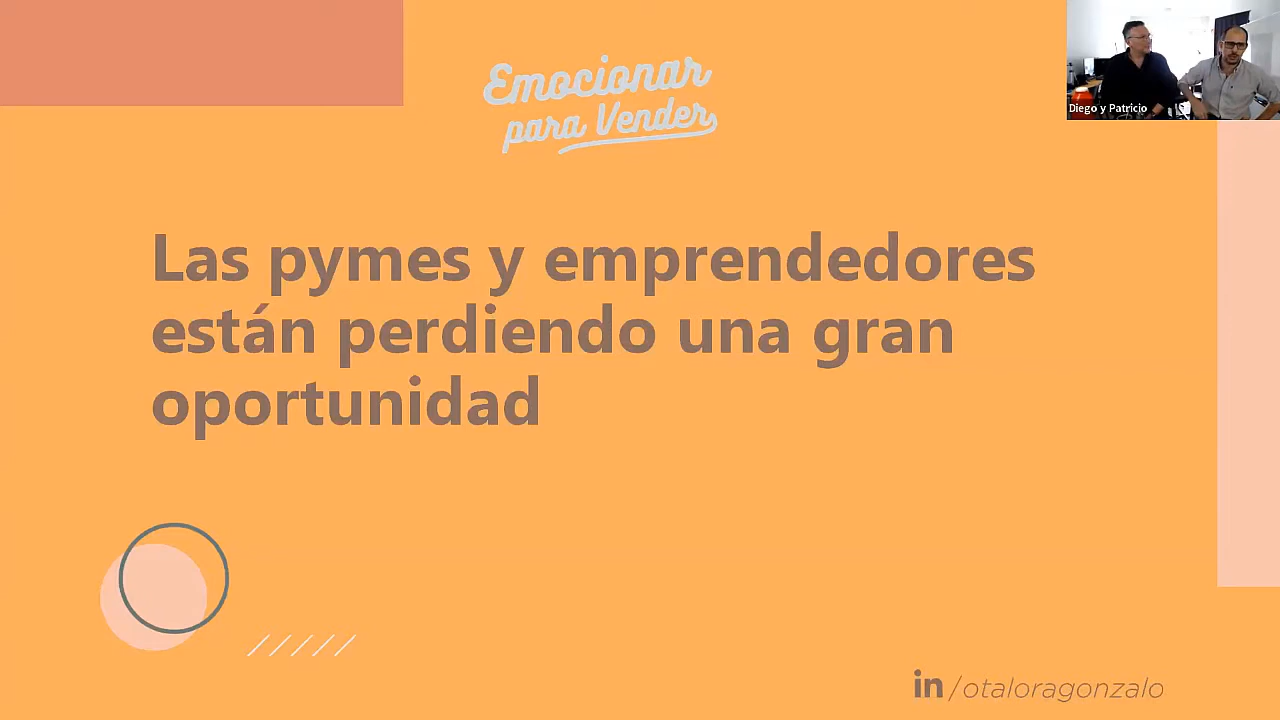 Emocionar
para Vender
Diego y Patricio
Las pymes y emprendedores
están perdiendo una gran
oportunidad
in/otaloragonzalo